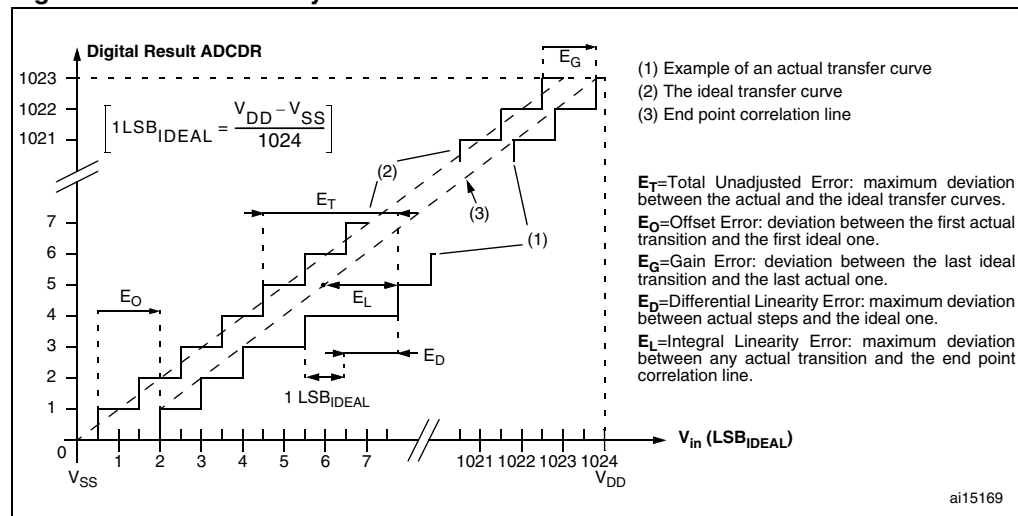 Digital Result ADCDR
E_G
1023
1022
1021
[1LSB_IDEAL = (V_DD – V_SS) / 1024]
(1) Example of an actual transfer curve
(2) The ideal transfer curve
(3) End point correlation line
E_T=Total Unadjusted Error: maximum deviation
between the actual and the ideal transfer curves.
E_O=Offset Error: deviation between the first actual
transition and the first ideal one.
E_G=Gain Error: deviation between the last ideal
transition and the last actual one.
E_D=Differential Linearity Error: maximum deviation
between actual steps and the ideal one.
E_L=Integral Linearity Error: maximum deviation
between any actual transition and the end point
correlation line.
(2)
E_T
(3)
7
(1)
6
5
E_O
E_L
4
3
E_D
2
1 LSB_IDEAL
1
V_in (LSB_IDEAL)
0
1 2 3 4 5 6 7 1021 1022 1023 1024
V_SS
V_DD
ai15169